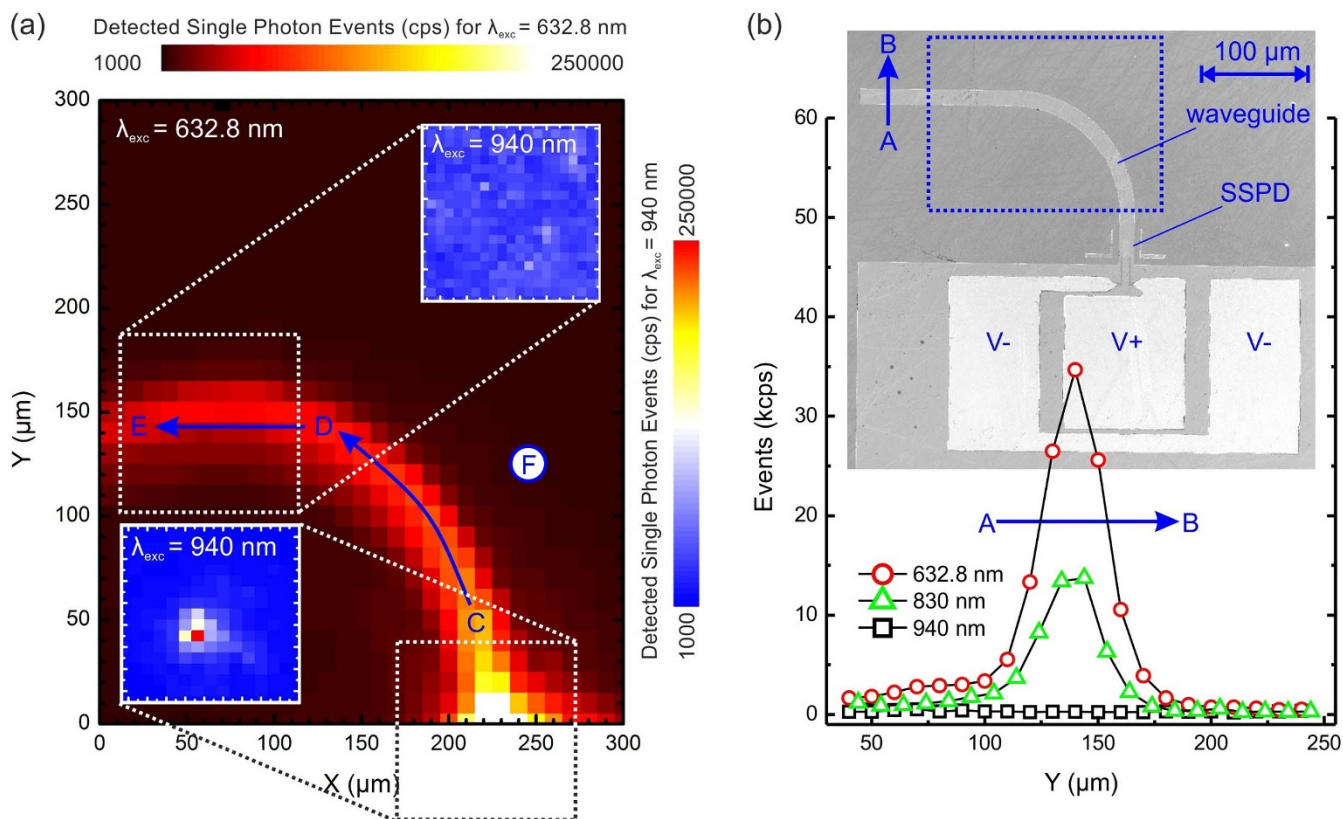 (a)
Detected Single Photon Events (cps) for λexc = 632.8 nm
1000 250000
300
250
200
150
100
50
0
Y (µm)
λexc = 632.8 nm
λexc = 940 nm
E D
F
C
λexc = 940 nm
0 50 100 150 200 250 300
X (µm)
Detected Single Photon Events (cps) for λexc = 940 nm
250000
1000
(b)
B
A
100 µm
waveguide
SSPD
V- V+ V-
60
50
40
30
20
10
0
Events (kcps)
A B
632.8 nm
830 nm
940 nm
50 100 150 200 250
Y (µm)